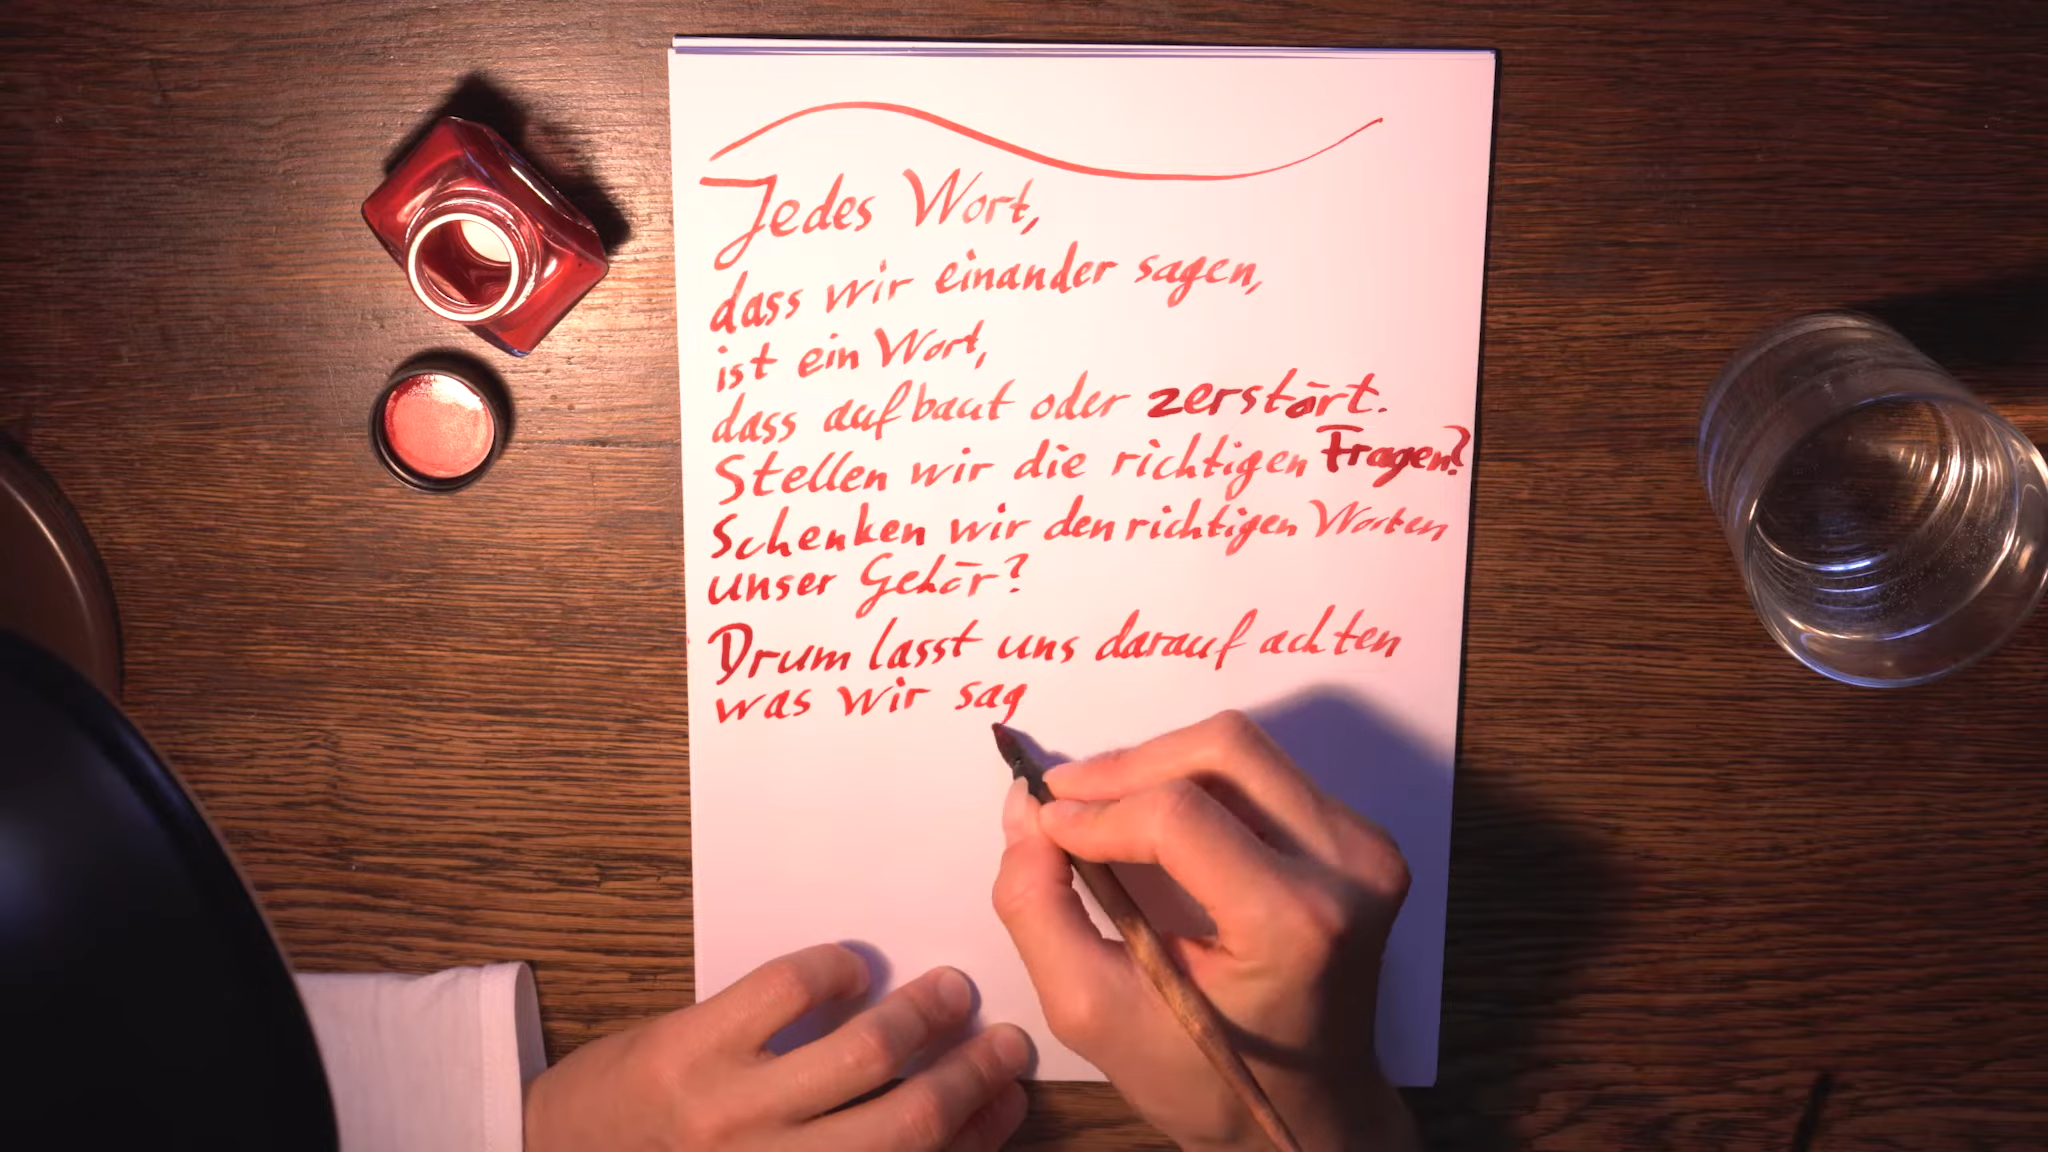 Jedes Wort,
dass wir einander sagen,
ist ein Wort,
dass aufbaut oder zerstört.
Stellen wir die richtigen Fragen?
Schenken wir den richtigen Worten
unser Gehör?
Drum lasst uns darauf achten
was wir sag